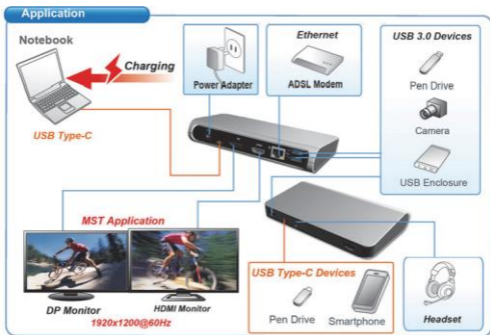 Application
Notebook
Charging
USB Type-C
Power Adapter
Ethernet
ADSL Modem
USB 3.0 Devices
Pen Drive
Camera
USB Enclosure
MST Application
DP Monitor
HDMI Monitor
1920x1200@60Hz
USB Type-C Devices
Pen Drive
Smartphone
Headset